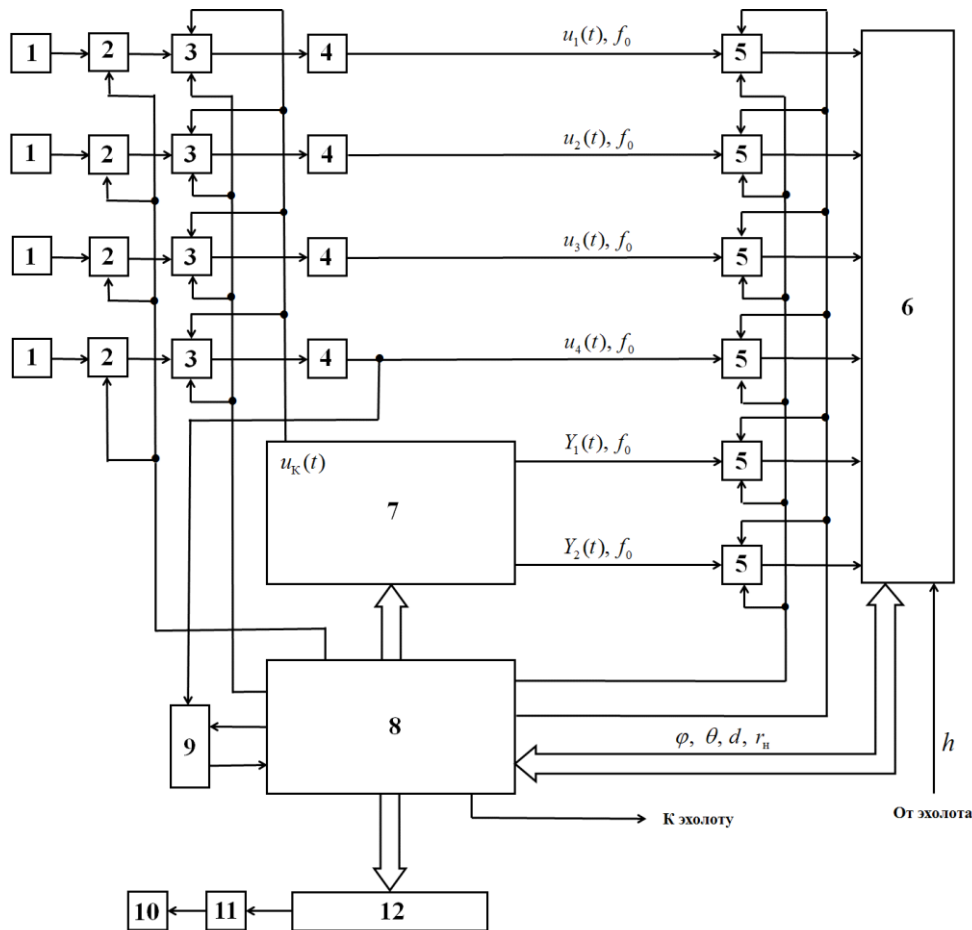 1 2 3 4 u₁(t), f₀ 5
1 2 3 4 u₂(t), f₀ 5
1 2 3 4 u₃(t), f₀ 5
6
1 2 3 4 u₄(t), f₀ 5
u_К(t)
7
Y₁(t), f₀ 5
Y₂(t), f₀ 5
8
9
φ, θ, d, r_н
h
К эхолоту
От эхолота
10 11 12